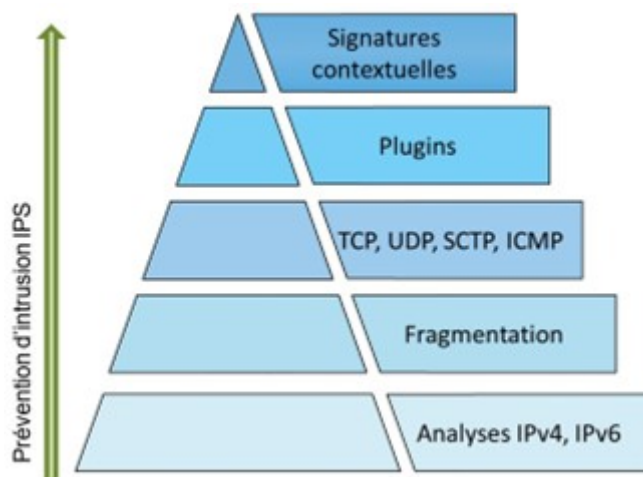 Signatures
contextuelles
Plugins
TCP, UDP, SCTP, ICMP
Fragmentation
Analyses IPv4, IPv6
Prévention d'intrusion IPS